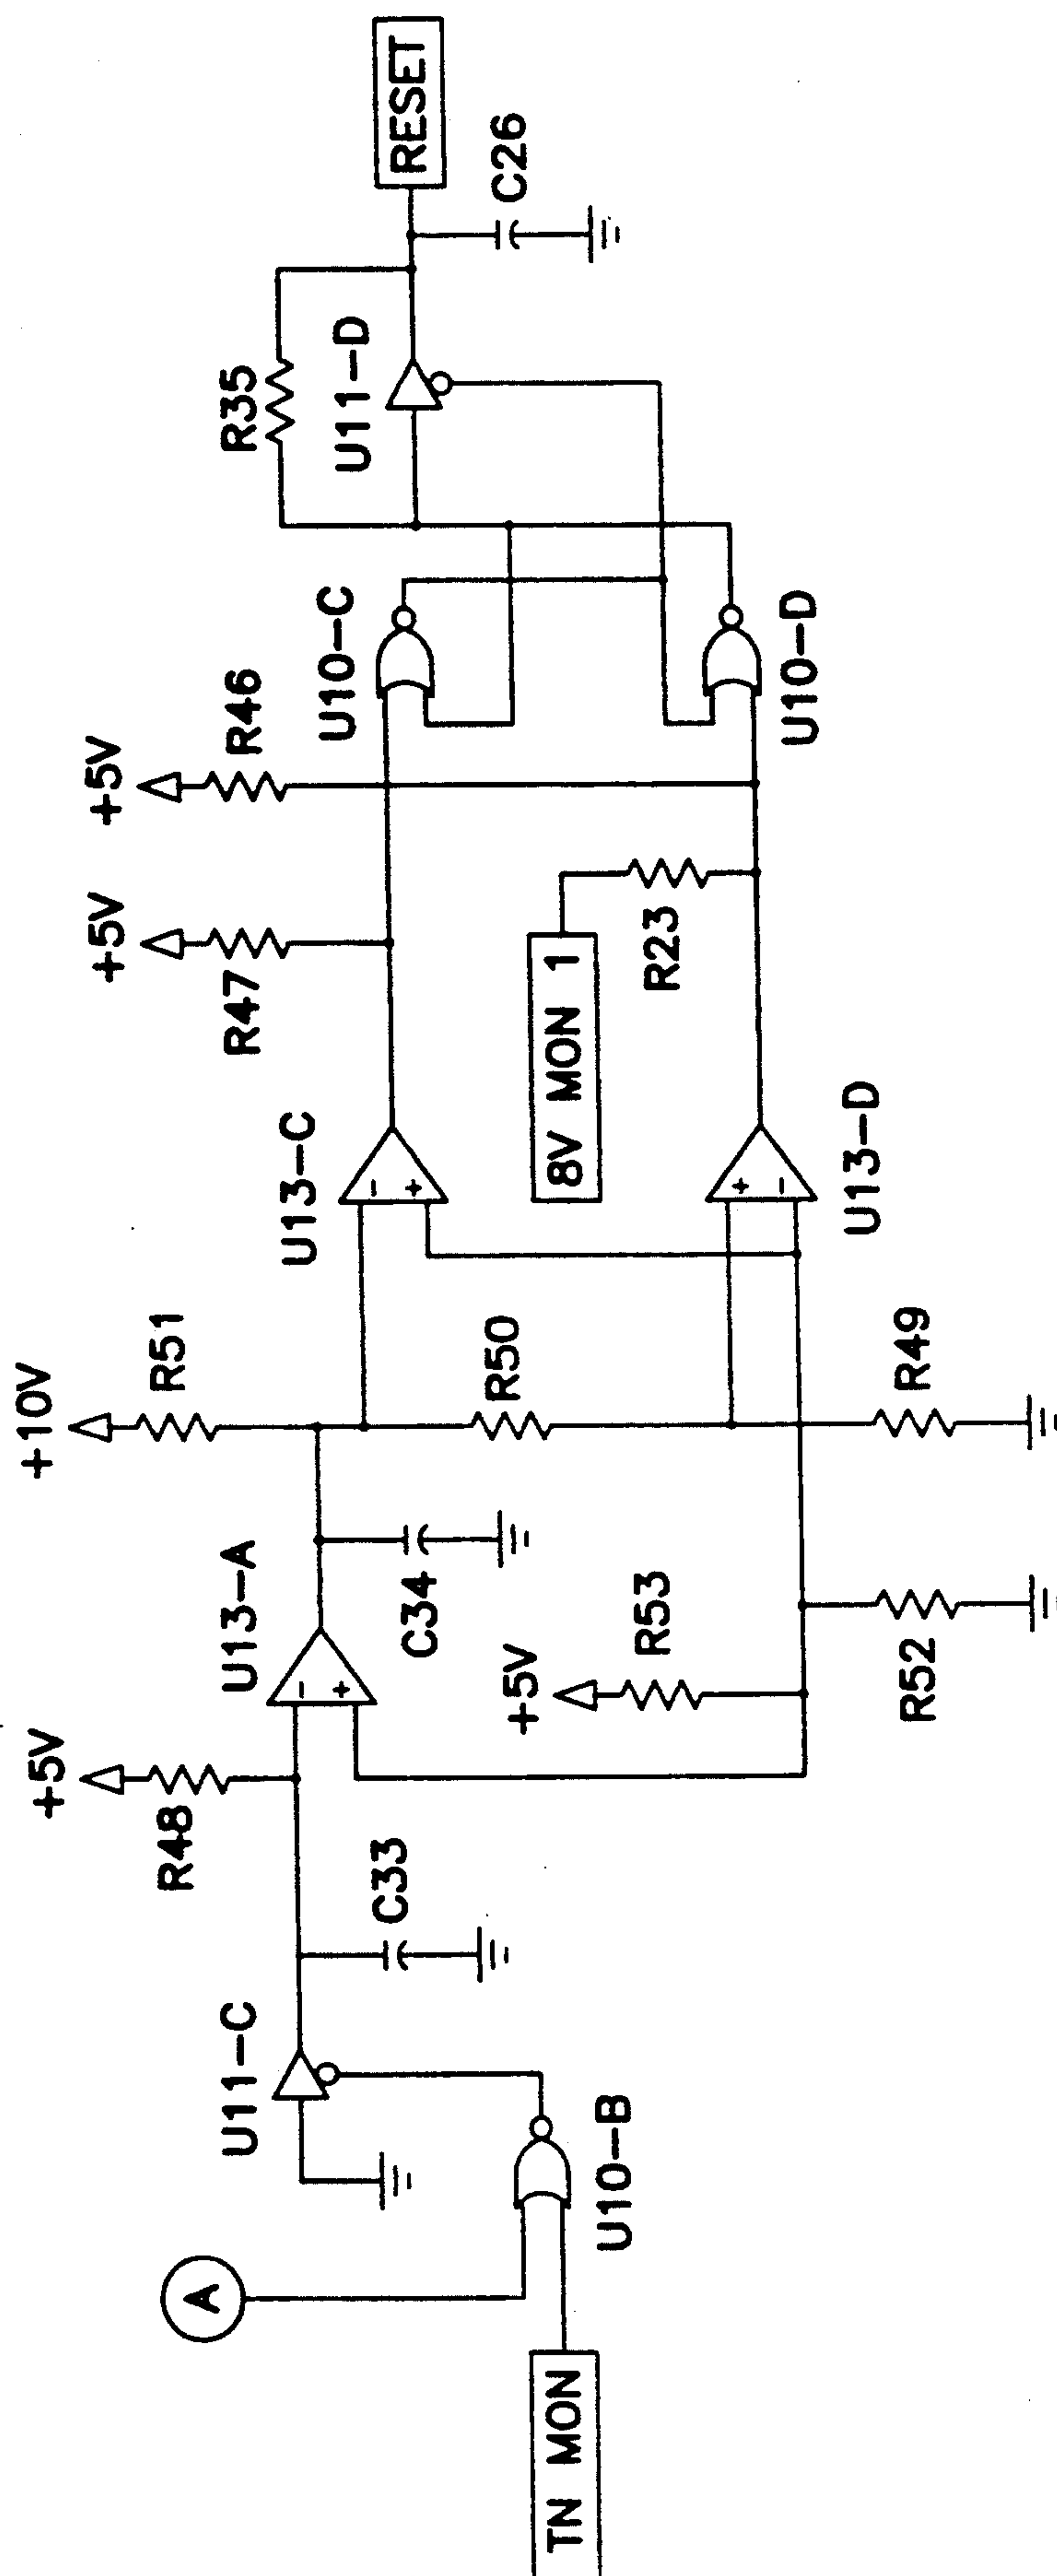 TN MON
A
U10-B
U11-C
C33
+5V
R48
U13-A
C34
+5V
R53
R52
+10V
R51
R50
R49
U13-C
U13-D
8V MON 1
R23
+5V
R47
+5V
R46
U10-C
U10-D
R35
U11-D
C26
RESET
- +
- +
+ -